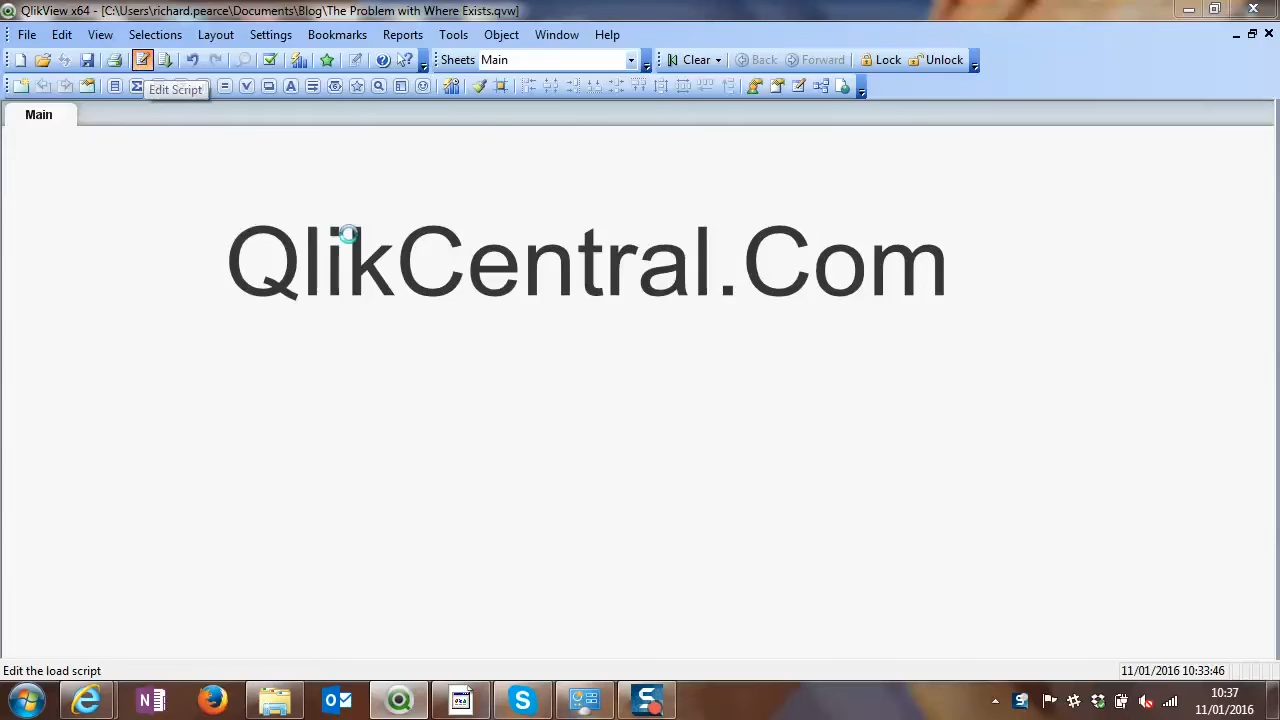 QlikView x64 - [C:\Users\richard.pearce\Documents\Blog\The Problem with Where Exists.qvw]
File Edit View Selections Layout Settings Bookmarks Reports Tools Object Window Help
Sheets Main Clear Back Forward Lock Unlock
Edit Script
Main
QlikCentral.Com
Edit the load script 11/01/2016 10:33:46
10:37
11/01/2016